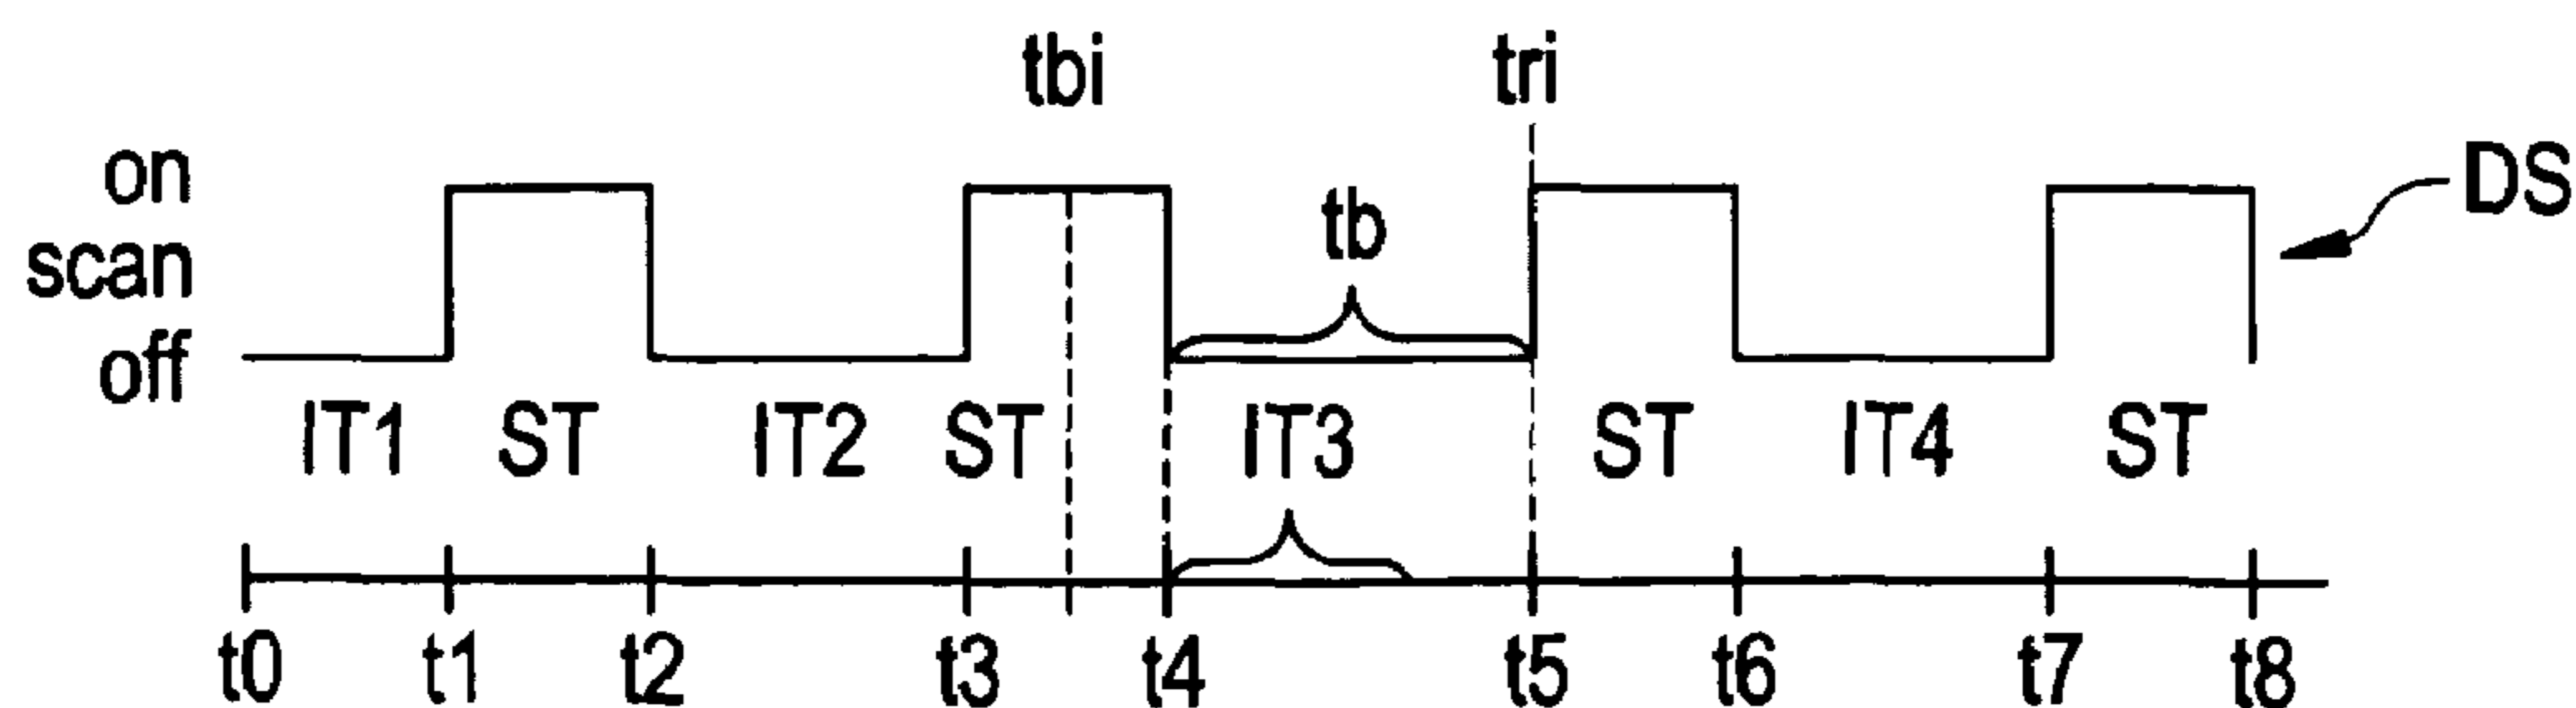 tbi tri
on
scan
off
tb
DS
IT1 ST IT2 ST IT3 ST IT4 ST
t0 t1 t2 t3 t4 t5 t6 t7 t8